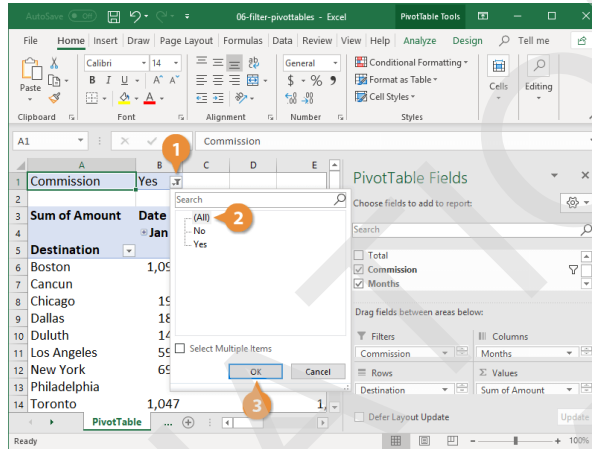 AutoSave Off 06-filter-pivottables - Excel PivotTable Tools
File Home Insert Draw Page Layout Formulas Data Review View Help Analyze Design Tell me
Paste Calibri 14 A A General Conditional Formatting
B I U $ % 9 Format as Table Cells Editing
A Cell Styles
Clipboard Font Alignment Number Styles
A1 Commission
1
A B C D E
1 Commission Yes
2
3 Sum of Amount Date
4 Jan
5 Destination
6 Boston 1,09
7 Cancun
8 Chicago 19
9 Dallas 18
10 Duluth 14
11 Los Angeles 59
12 New York 69
13 Philadelphia
14 Toronto 1,047 1,
Search
(All)
2
No
Yes
Select Multiple Items
OK Cancel
3
PivotTable Fields
Choose fields to add to report:
Search
Total
Commission
Months
Drag fields between areas below:
Filters Columns
Commission Months
Rows Values
Destination Sum of Amount
Defer Layout Update Update
PivotTable ...
Ready 100%